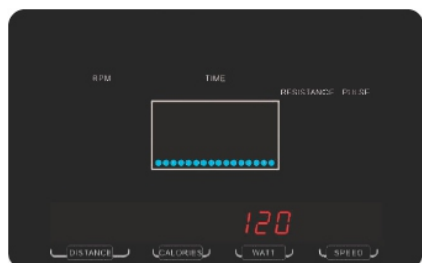 RPM TIME
RESISTANCE PULSE
120
DISTANCE CALORIES WATT SPEED